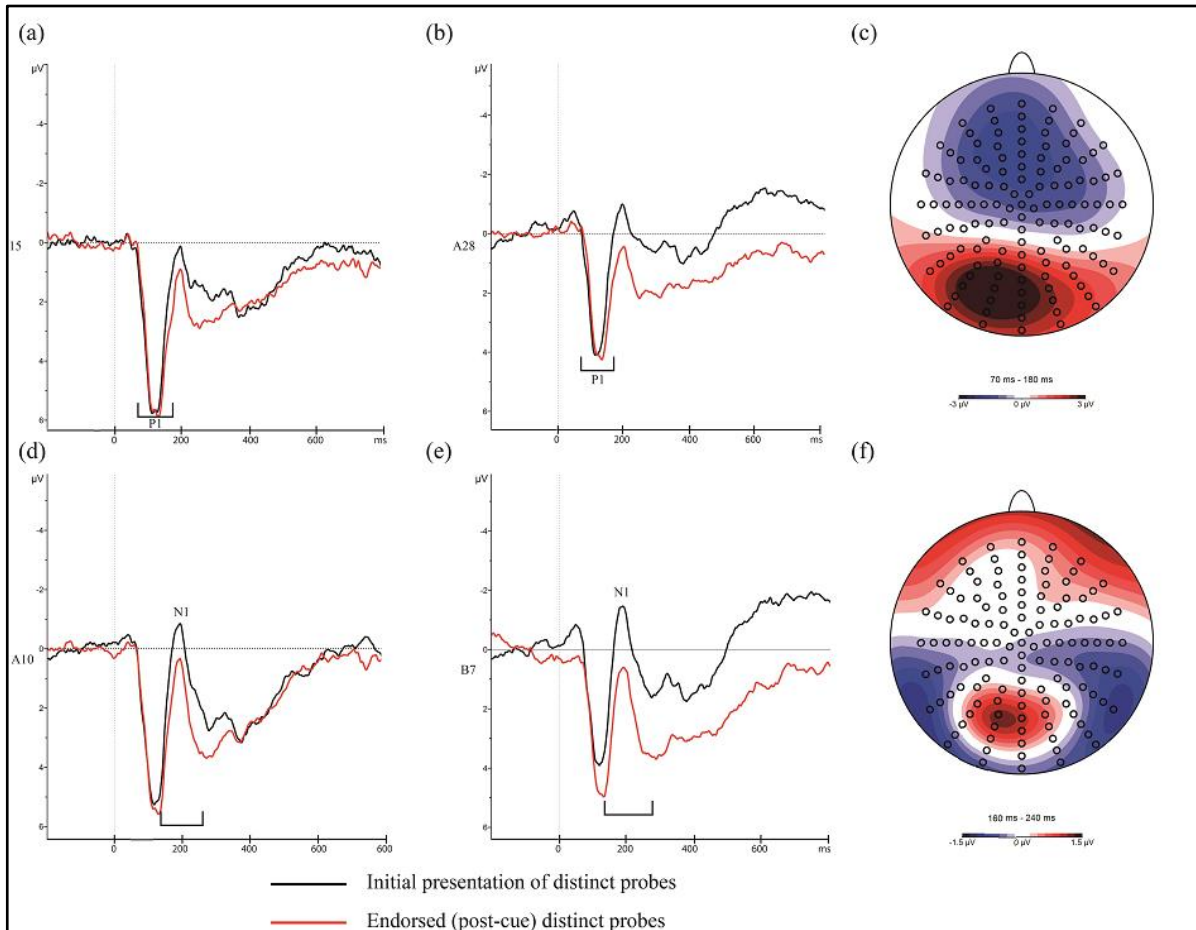 (a)
(b)
(c)
µV
µV
-4
-4
-2
-2
15
0
A28
0
2
2
4
4
P1
P1
6
6
0
200
400
600
ms
0
200
400
600
ms
70 ms - 180 ms
-3 µV
0 µV
3 µV
(d)
(e)
(f)
µV
µV
-4
-4
-2
-2
N1
N1
A10
0
B7
0
2
2
4
4
6
6
0
200
400
600
ms
0
200
400
600
ms
160 ms - 240 ms
-1.5 µV
0 µV
1.5 µV
Initial presentation of distinct probes
Endorsed (post-cue) distinct probes